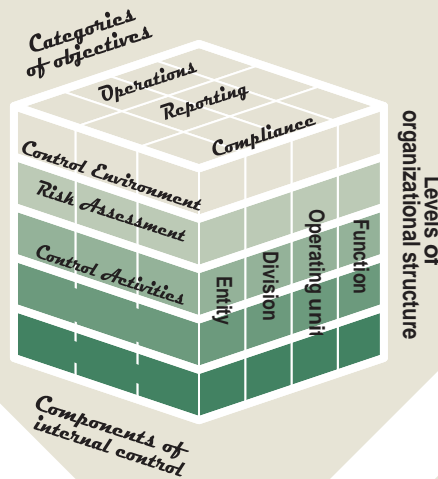 Categories
of objectives
Operations
Reporting
Compliance
Control Environment
Risk Assessment
Control Activities
Entity
Division
Operating unit
Function
Levels of
organizational structure
Components of
internal control